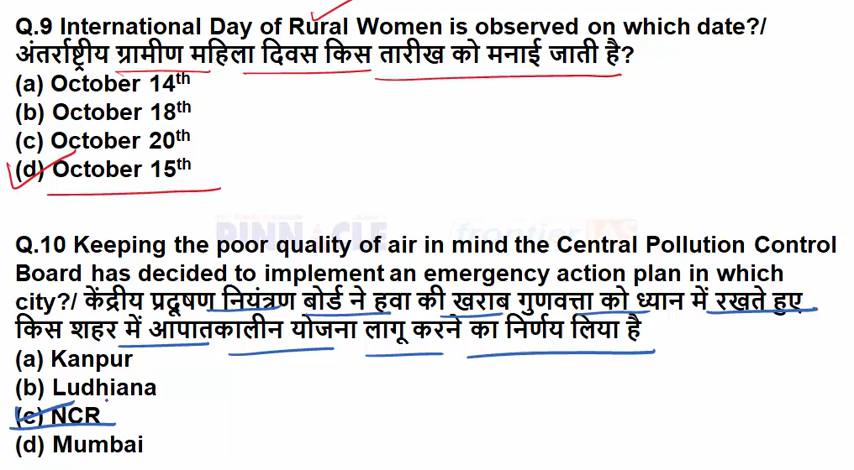 Q.9 International Day of Rural Women is observed on which date?/
अंतर्राष्ट्रीय ग्रामीण महिला दिवस किस तारीख को मनाई जाती है?
(a) October 14th
(b) October 18th
(c) October 20th
(d) October 15th
Q.10 Keeping the poor quality of air in mind the Central Pollution Control
Board has decided to implement an emergency action plan in which
city?/ केंद्रीय प्रदूषण नियंत्रण बोर्ड ने हवा की खराब गुणवत्ता को ध्यान में रखते हुए
किस शहर में आपातकालीन योजना लागू करने का निर्णय लिया है
(a) Kanpur
(b) Ludhiana
(c) NCR
(d) Mumbai